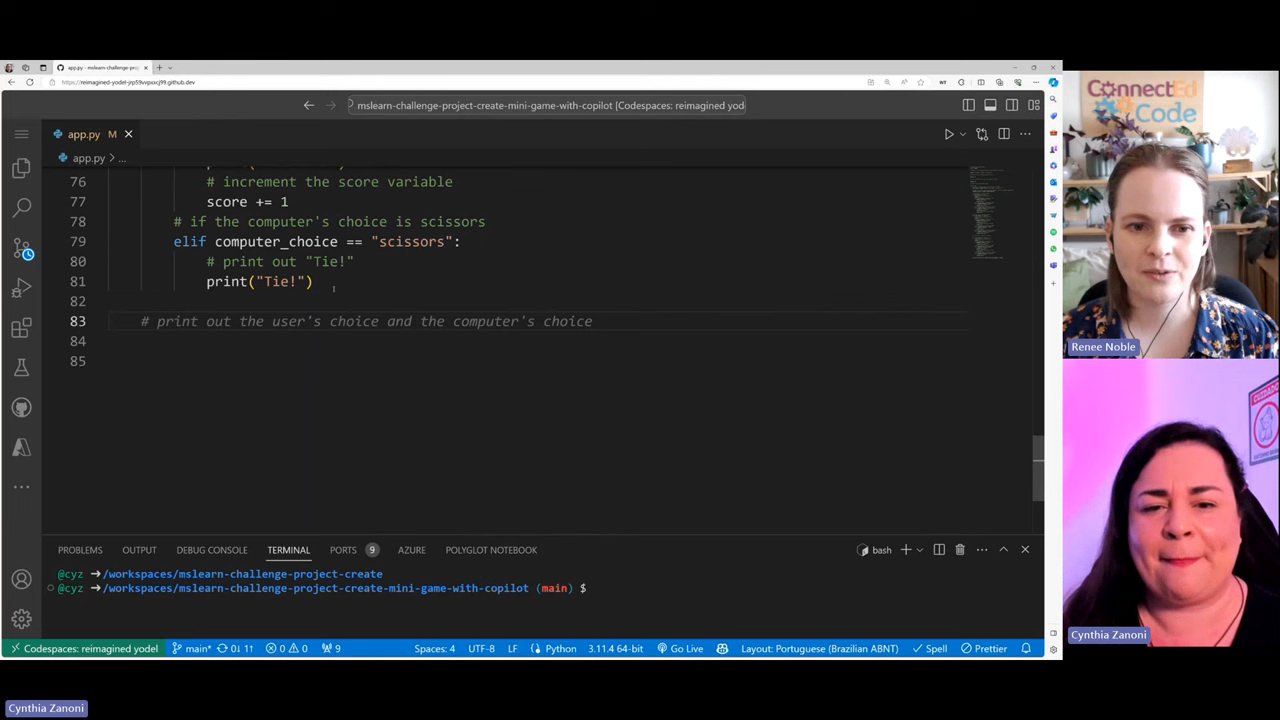 app.py - mslearn-challenge-proj
https://reimagined-yodel-jrp59vvpxxcj99.github.dev
mslearn-challenge-project-create-mini-game-with-copilot [Codespaces: reimagined yod
app.py M
app.py > ...
76 # increment the score variable
77 score += 1
78 # if the computer's choice is scissors
79 elif computer_choice == "scissors":
80 # print out "Tie!"
81 print("Tie!")
82
83 # print out the user's choice and the computer's choice
84
85
PROBLEMS OUTPUT DEBUG CONSOLE TERMINAL PORTS 9 AZURE POLYGLOT NOTEBOOK
bash
@cyz ➜/workspaces/mslearn-challenge-project-create
@cyz ➜/workspaces/mslearn-challenge-project-create-mini-game-with-copilot (main) $
Codespaces: reimagined yodel main* 0↓ 1↑ 0 0 9 Spaces: 4 UTF-8 LF Python 3.11.4 64-bit Go Live Layout: Portuguese (Brazilian ABNT) Spell Prettier
ConnectEd
Code
Renee Noble
CUIDADO
Cynthia Zanoni
Cynthia Zanoni